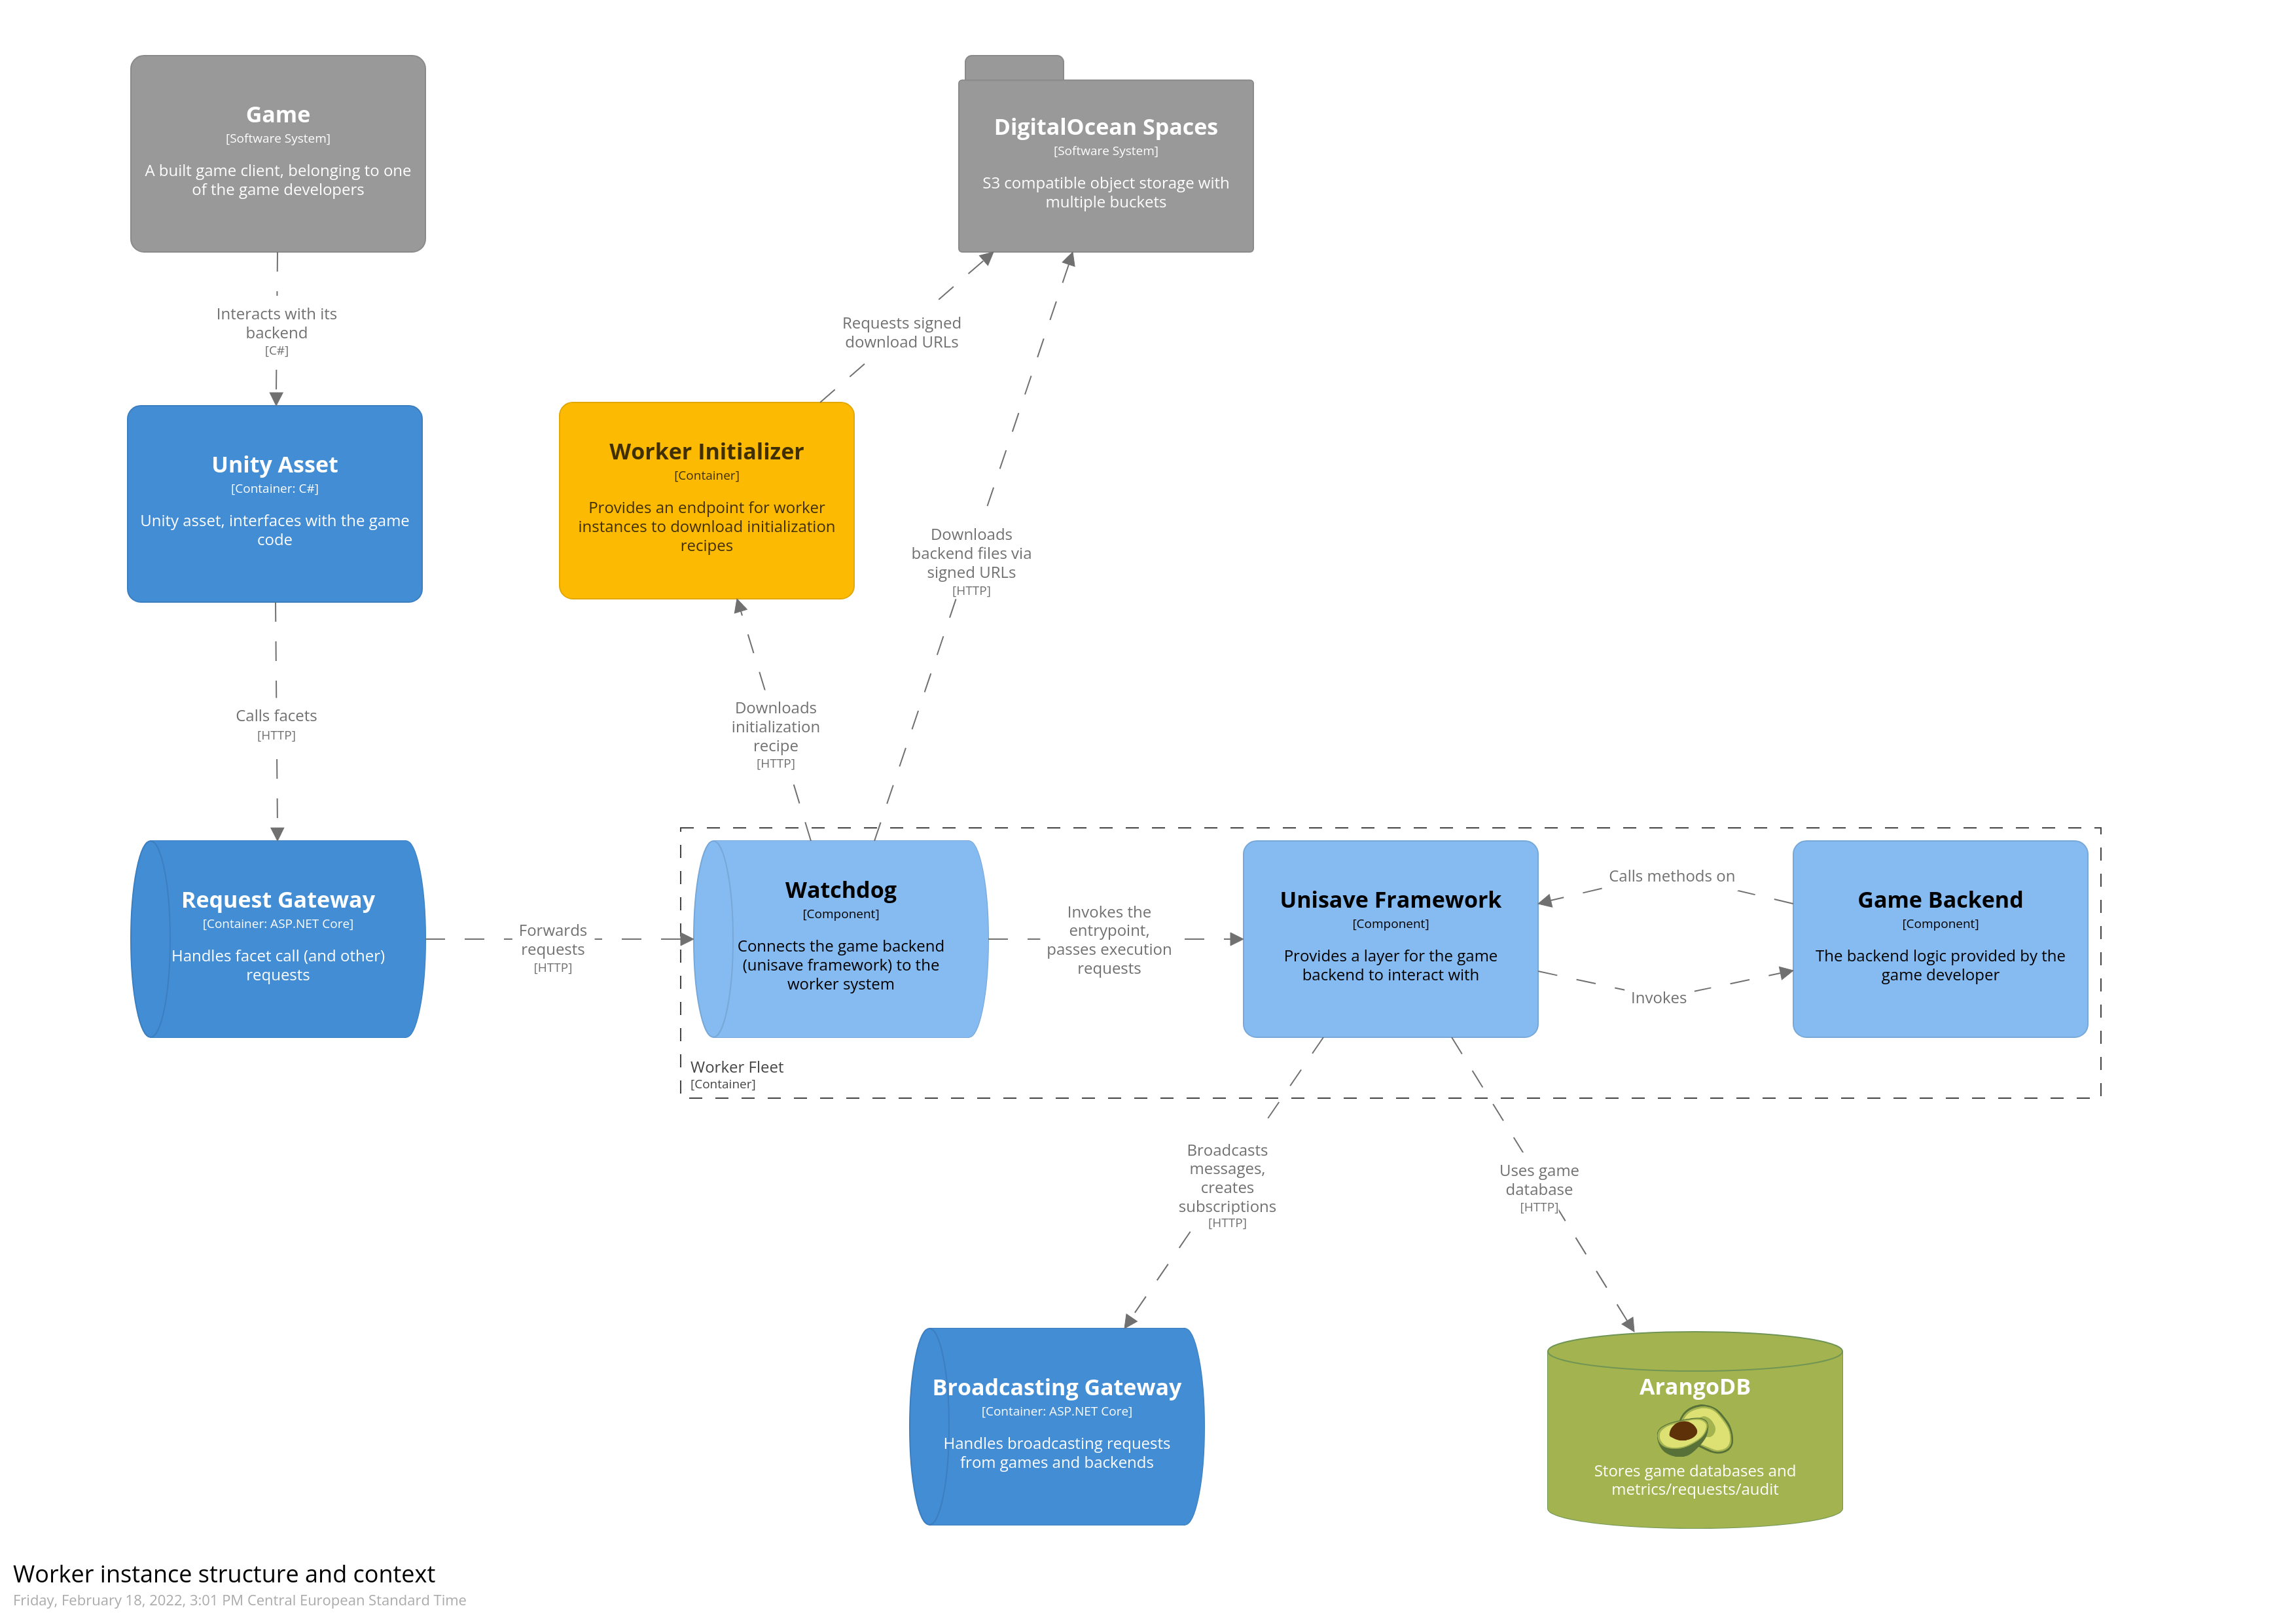 Game
[Software System]
A built game client, belonging to one
of the game developers
DigitalOcean Spaces
[Software System]
S3 compatible object storage with
multiple buckets
Interacts with its
backend
[C#]
Requests signed
download URLs
Unity Asset
[Container: C#]
Unity asset, interfaces with the game
code
Worker Initializer
[Container]
Provides an endpoint for worker
instances to download initialization
recipes
Downloads
backend files via
signed URLs
[HTTP]
Calls facets
[HTTP]
Downloads
initialization
recipe
[HTTP]
Request Gateway
[Container: ASP.NET Core]
Handles facet call (and other)
requests
Forwards
requests
[HTTP]
Watchdog
[Component]
Connects the game backend
(unisave framework) to the
worker system
Invokes the
entrypoint,
passes execution
requests
Unisave Framework
[Component]
Provides a layer for the game
backend to interact with
Calls methods on
Invokes
Game Backend
[Component]
The backend logic provided by the
game developer
Worker Fleet
[Container]
Broadcasts
messages,
creates
subscriptions
[HTTP]
Uses game
database
[HTTP]
Broadcasting Gateway
[Container: ASP.NET Core]
Handles broadcasting requests
from games and backends
ArangoDB
Stores game databases and
metrics/requests/audit
Worker instance structure and context
Friday, February 18, 2022, 3:01 PM Central European Standard Time